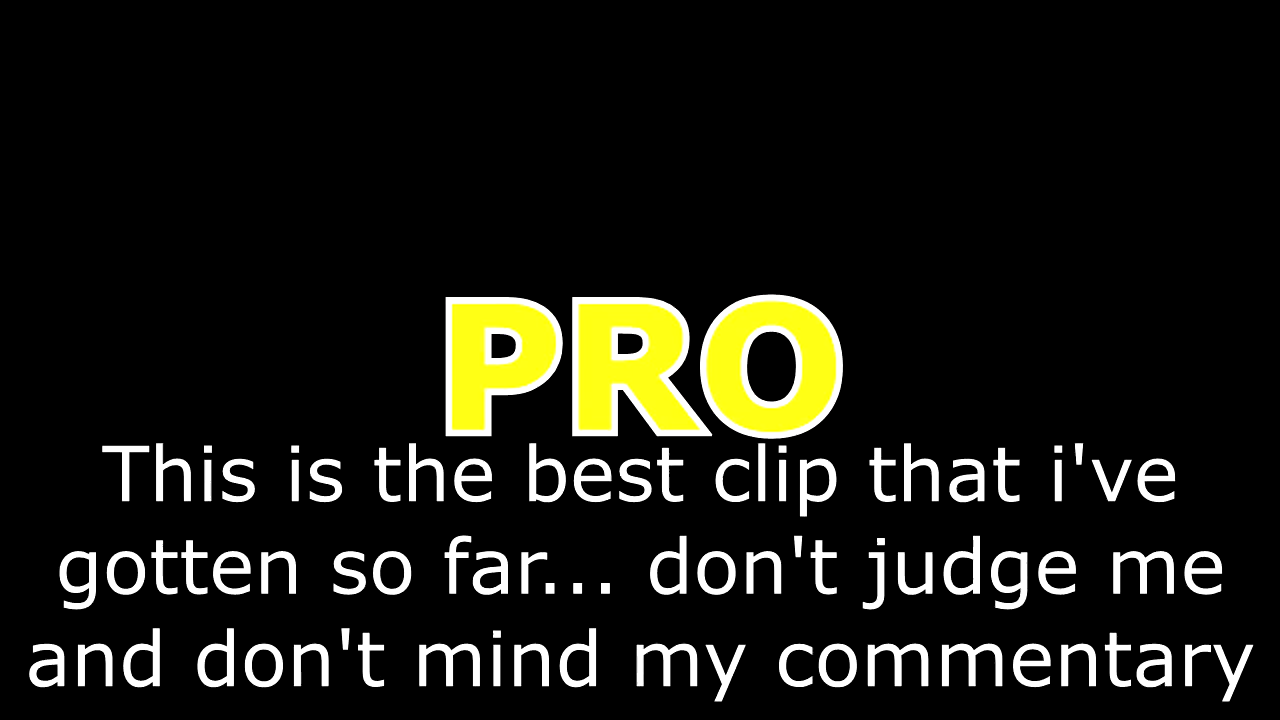 PRO
This is the best clip that i've
gotten so far... don't judge me
and don't mind my commentary